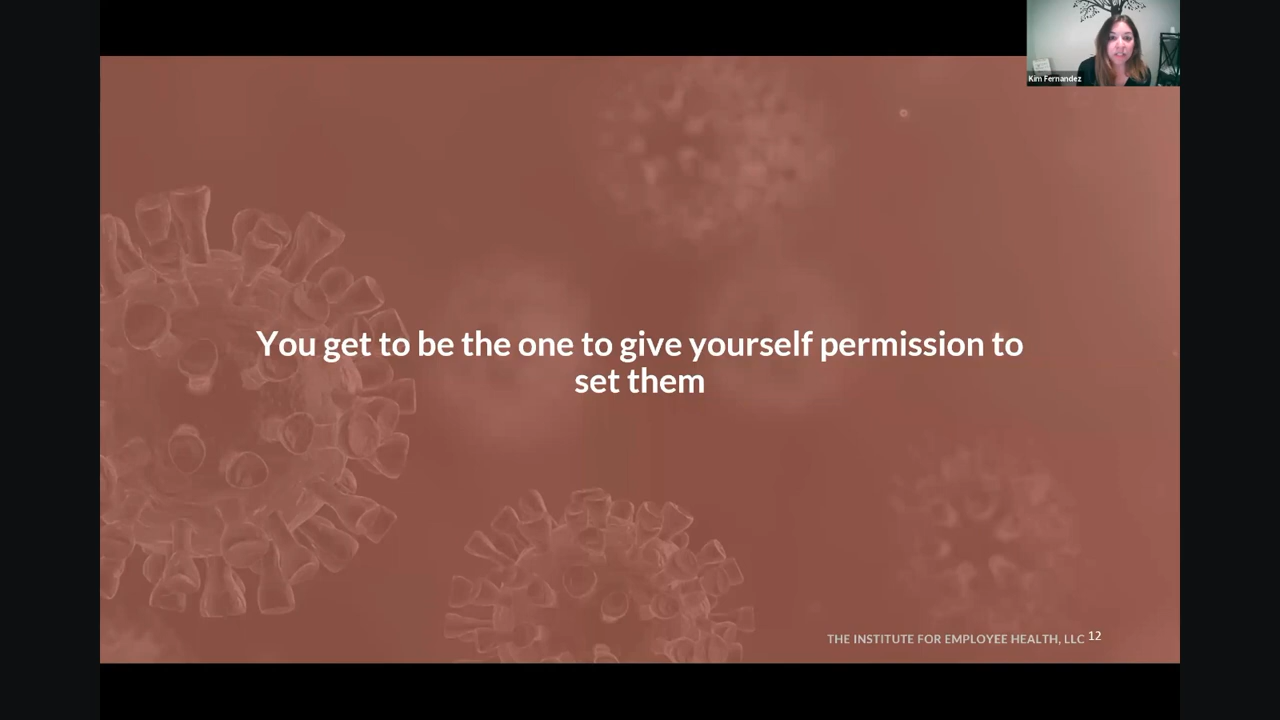 Kim Fernandez
You get to be the one to give yourself permission to
set them
THE INSTITUTE FOR EMPLOYEE HEALTH, LLC 12